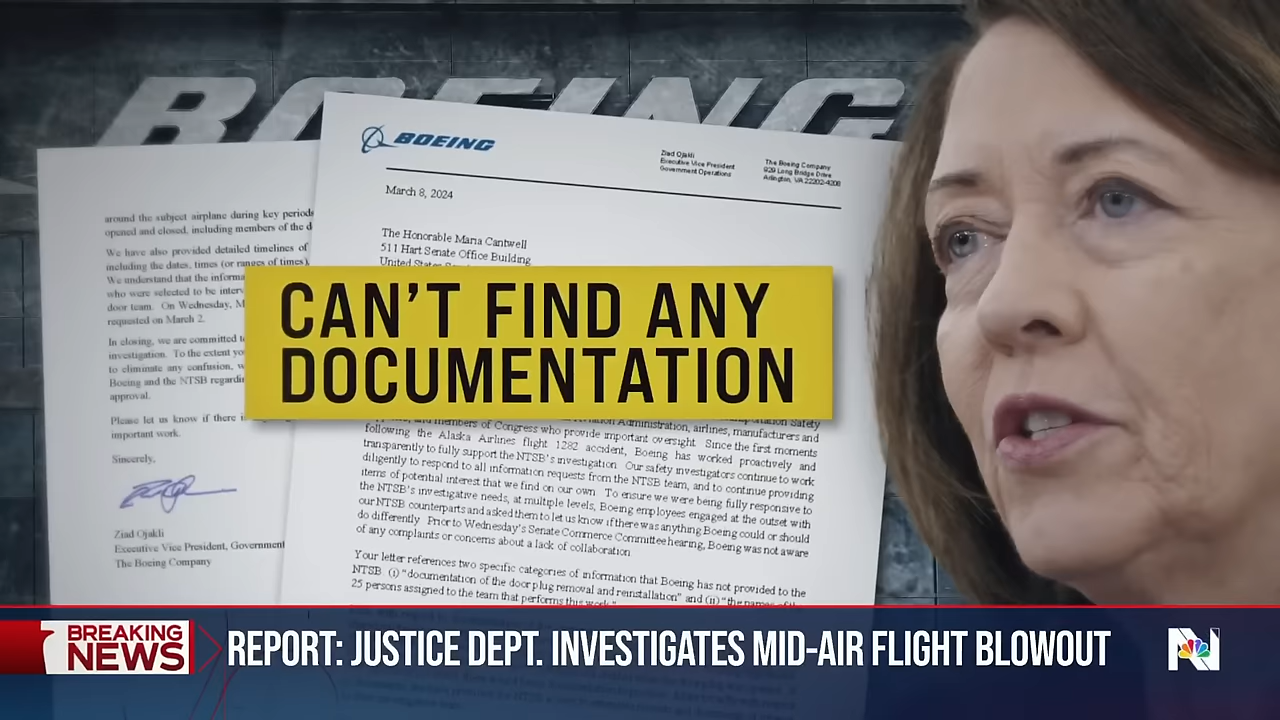 BOEING
BOEING
Ziad Ojakli
Executive Vice President
Government Operations
The Boeing Company
929 Long Bridge Drive
Arlington, VA 22202-4208
March 8, 2024
The Honorable Maria Cantwell
511 Hart Senate Office Building
United States
CAN'T FIND ANY
DOCUMENTATION
and members of Congress who provide important oversight. Since the first moments
following the Alaska Airlines flight 1282 accident, Boeing has worked proactively and
transparently to fully support the NTSB's investigation. Our safety investigators continue to work
diligently to respond to all information requests from the NTSB team, and to continue providing
items of potential interest that we find on our own. To ensure we were being fully responsive to
the NTSB's investigative needs, at multiple levels, Boeing employees engaged at the outset with
our NTSB counterparts and asked them to let us know if there was anything Boeing could or should
do differently. Prior to Wednesday's Senate Commerce Committee hearing, Boeing was not aware
of any complaints or concerns about a lack of collaboration.
Your letter references two specific categories of information that Boeing has not provided to the
NTSB: (i) "documentation of the door plug removal and reinstallation" and (ii) "the names of the
25 persons assigned to the team that performs this work."
around the subject airplane during key periods
opened and closed, including members of the d
We have also provided detailed timelines of
including the dates, times (or ranges of times),
We understand that the informa
who were selected to be inter
door team. On Wednesday, M
requested on March 2.
In closing, we are committed t
investigation. To the extent yo
to eliminate any confusion, w
Boeing and the NTSB regardin
approval.
Please let us know if there i
important work.
Sincerely,
Ziad Ojakli
Executive Vice President, Government
The Boeing Company
BREAKING
NEWS
REPORT: JUSTICE DEPT. INVESTIGATES MID-AIR FLIGHT BLOWOUT
N